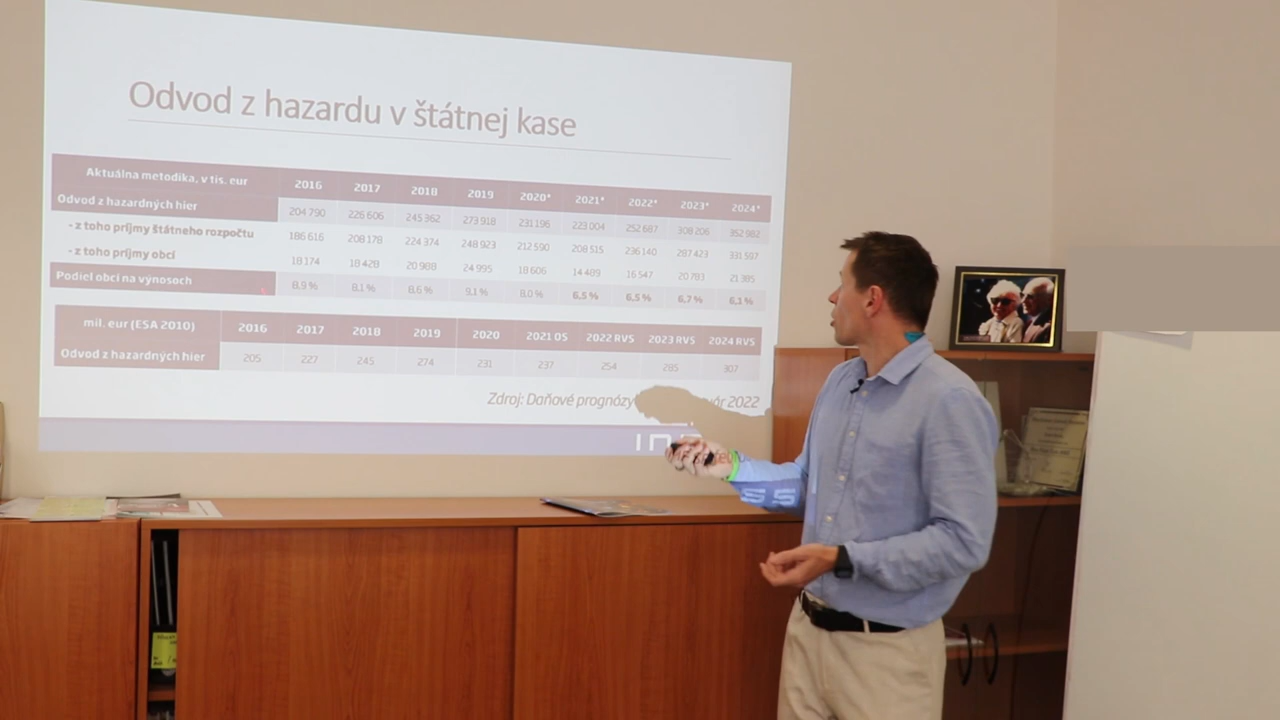 Odvod z hazardu v štátnej kase
Aktuálna metodika, v tis. eur 2016 2017 2018 2019 2020* 2021* 2022* 2023* 2024*
Odvod z hazardných hier 204 790 226 606 245 362 273 918 231 196 223 004 252 687 308 206 352 982
- z toho príjmy štátneho rozpočtu 186 616 208 178 224 374 248 923 212 590 208 515 236 140 287 423 331 597
- z toho príjmy obcí 18 174 18 428 20 988 24 995 18 606 14 489 16 547 20 783 21 385
Podiel obcí na výnosoch 8.9 % 8.1 % 8.6 % 9.1 % 8.0 % 6,5 % 6,5 % 6,7 % 6,1 %
mil. eur (ESA 2010) 2016 2017 2018 2019 2020 2021 OS 2022 RVS 2023 RVS 2024 RVS
Odvod z hazardných hier 205 227 245 274 231 237 254 285 307
Zdroj: Daňové prognózy 2022